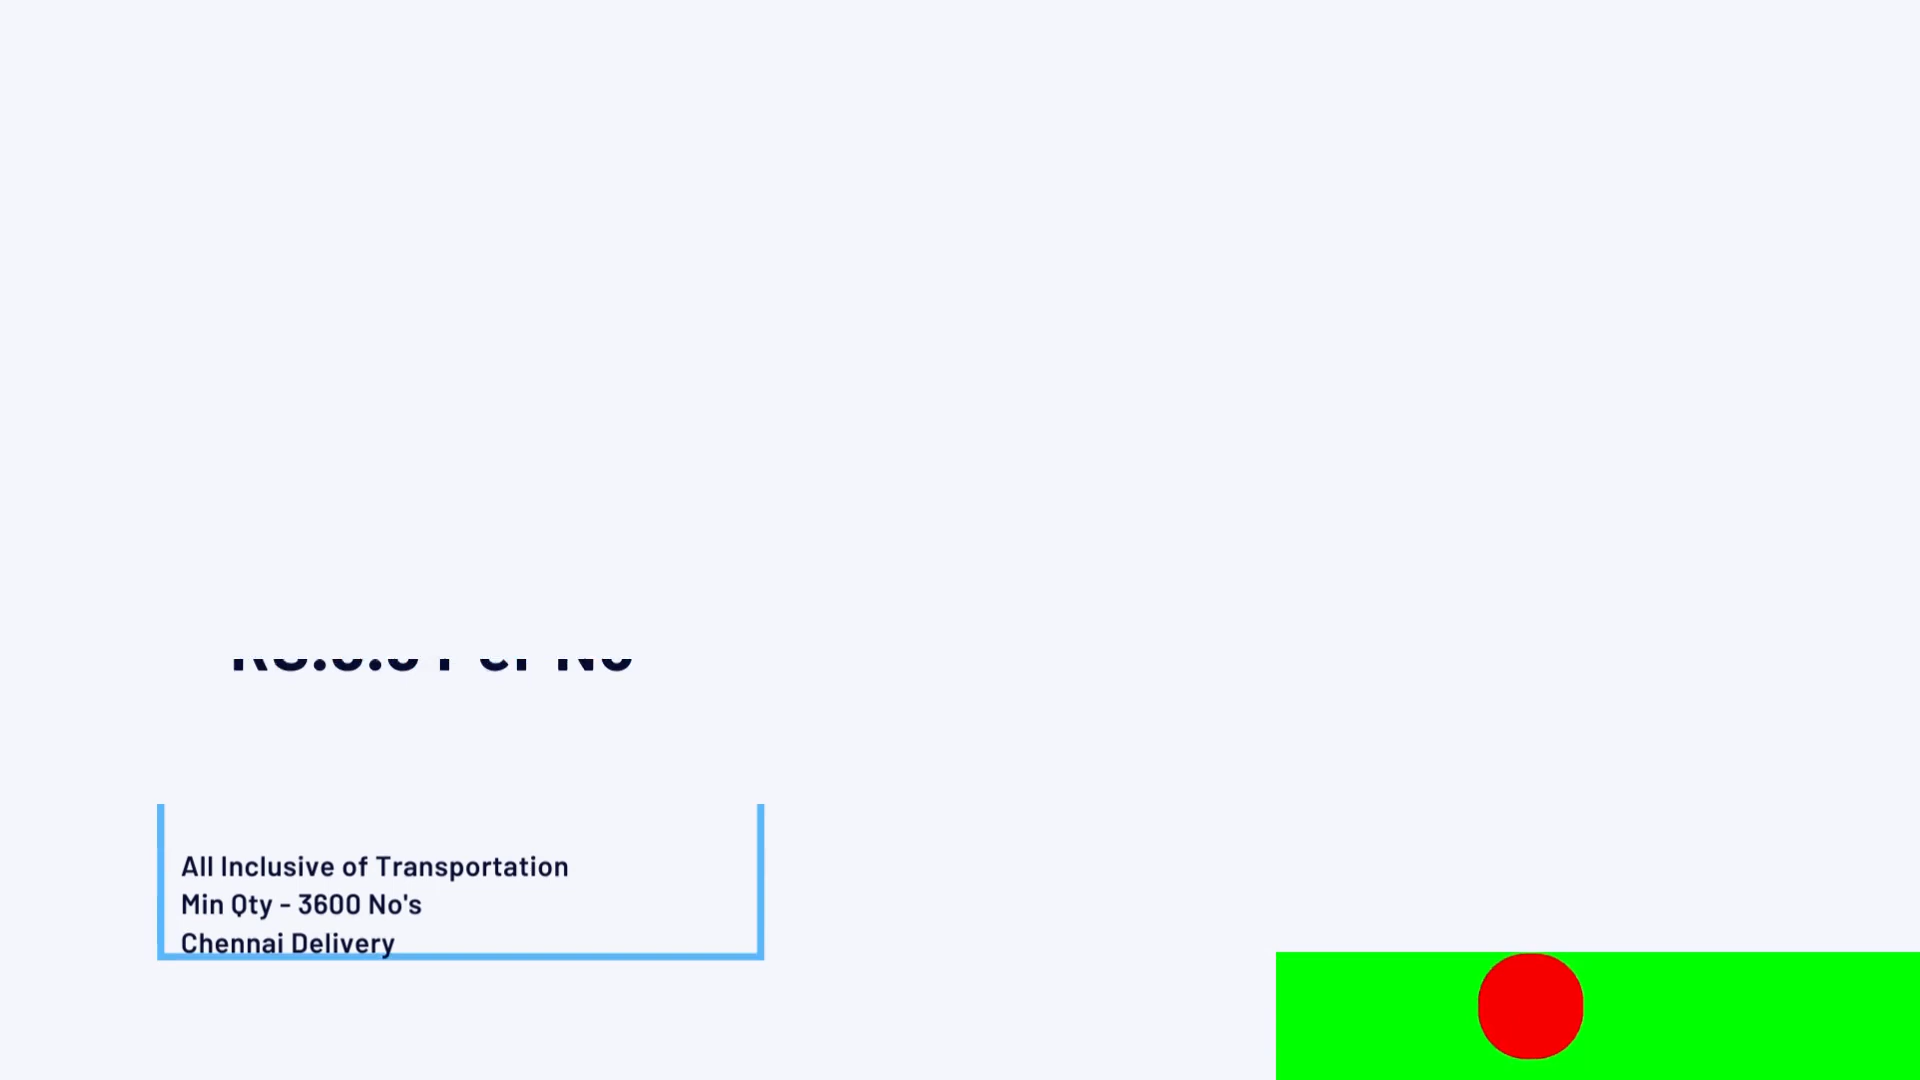 All Inclusive of Transportation
Min Qty - 3600 No's
Chennai Delivery